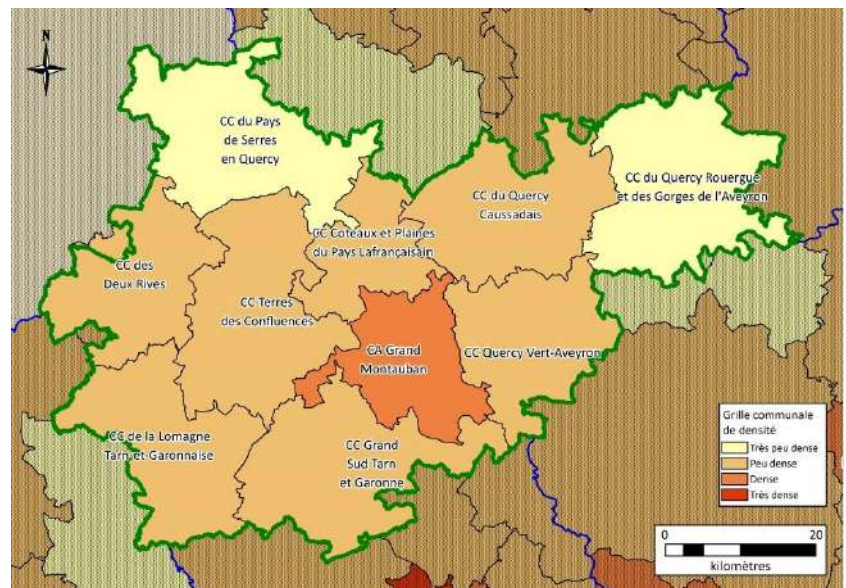 N
CC du Pays
de Serres
en Quercy
CC du Quercy Rouergue
et des Gorges de l'Aveyron
CC du Quercy
Caussadais
CC Coteaux et Plaines
du Pays Lafrançaisain
CC des
Deux Rives
CC Terres
des Confluences
CA Grand
Montauban
CC Quercy Vert-Aveyron
CC de la Lomagne
Tarn et Garonnaise
CC Grand
Sud Tarn
et Garonne
Grille communale
de densité
Très peu dense
Peu dense
Dense
Très dense
0 20
kilomètres